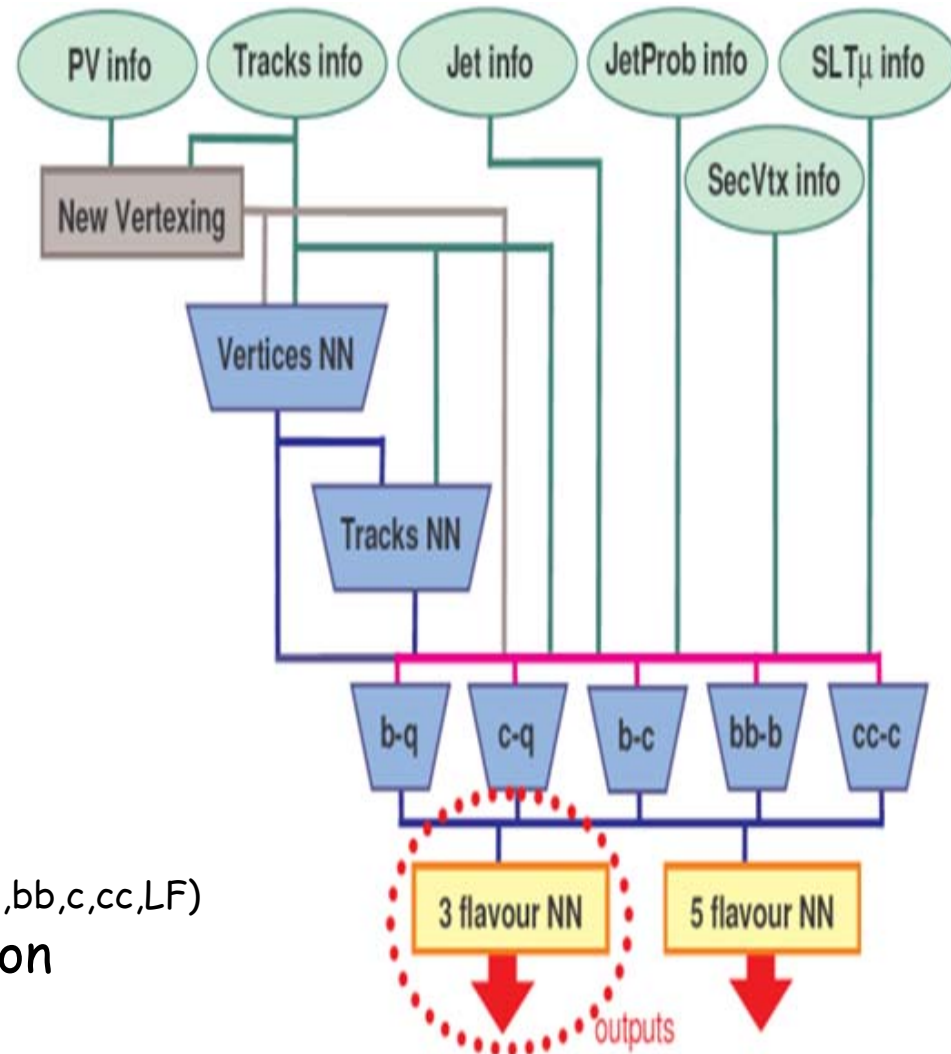 PV info
Tracks info
Jet info
JetProb info
SLTμ info
SecVtx info
New Vertexing
Vertices NN
Tracks NN
b-q
c-q
b-c
bb-b
cc-c
,bb,c,cc,LF)
3 flavour NN
5 flavour NN
on
outputs